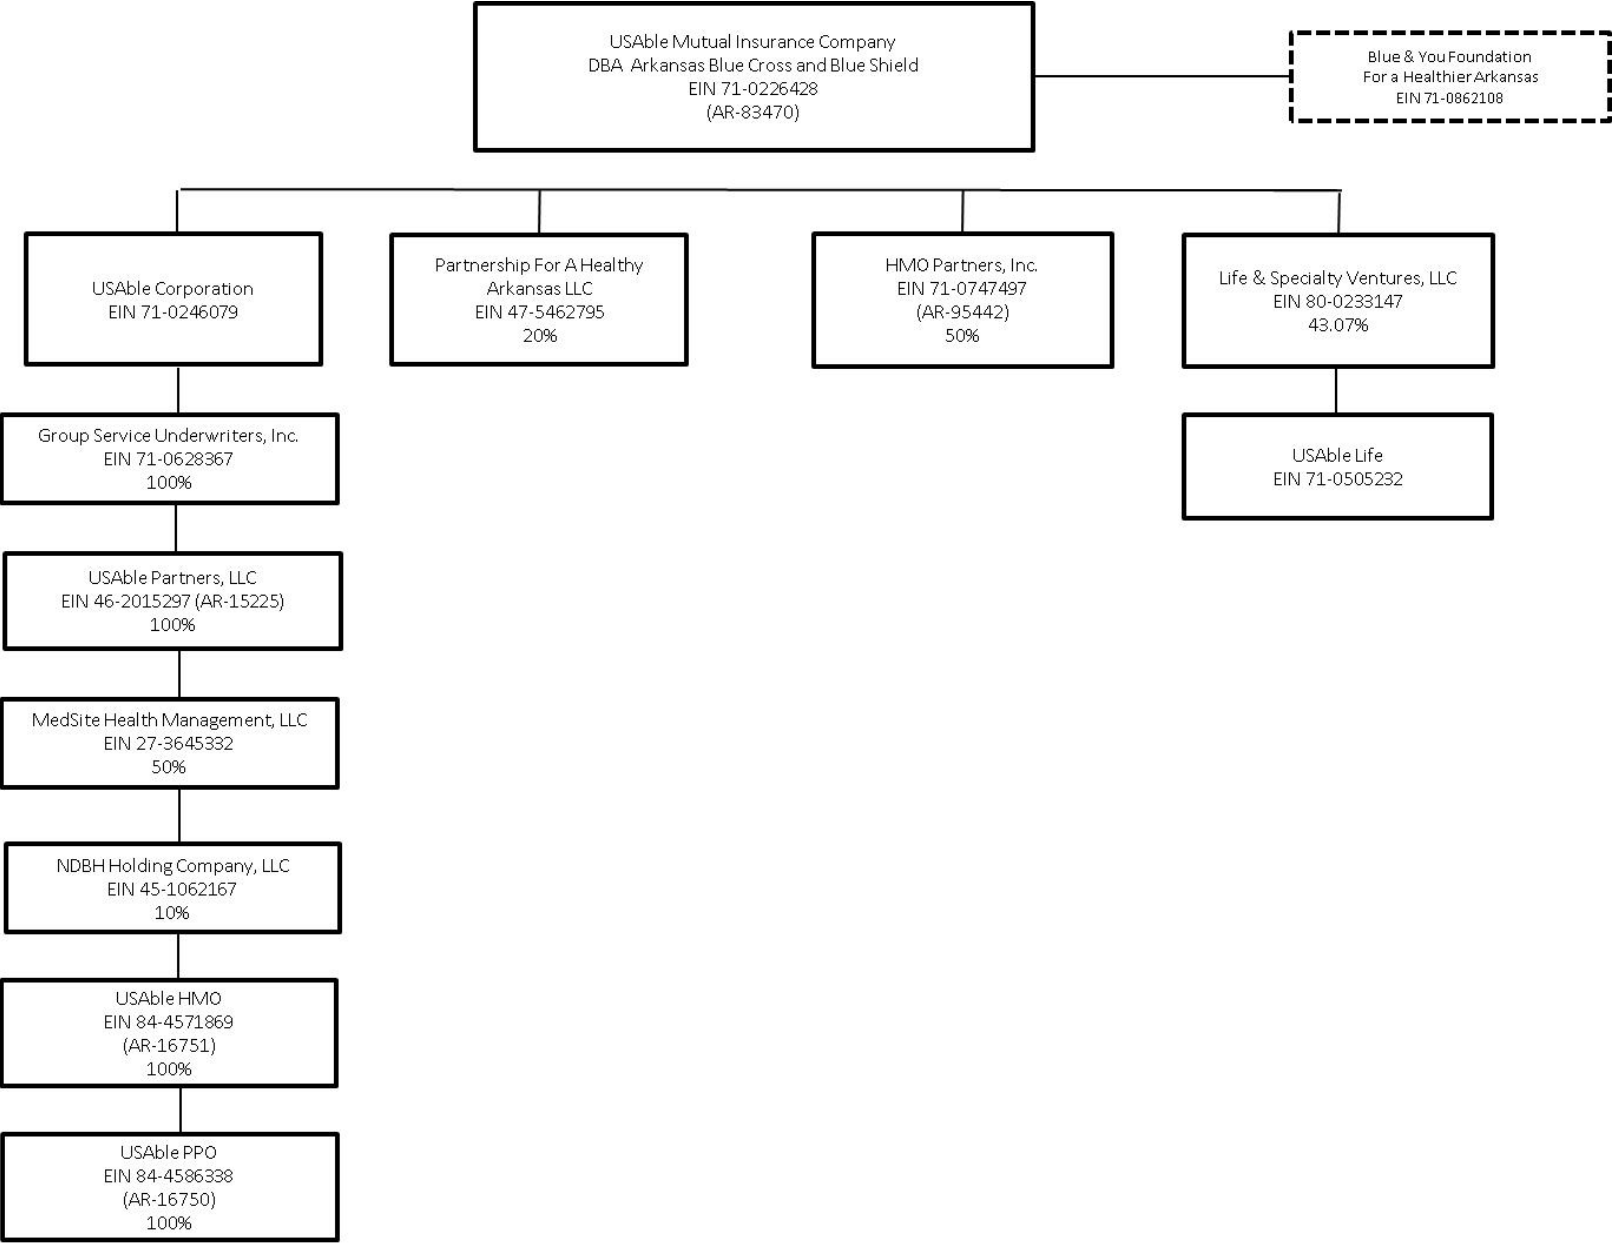 USAble Mutual Insurance Company
DBA Arkansas Blue Cross and Blue Shield
EIN 71-0226428
(AR-83470)
Blue & You Foundation
For a Healthier Arkansas
EIN 71-0862108
USAble Corporation
EIN 71-0246079
Partnership For A Healthy
Arkansas LLC
EIN 47-5462795
20%
HMO Partners, Inc.
EIN 71-0747497
(AR-95442)
50%
Life & Specialty Ventures, LLC
EIN 80-0233147
43.07%
Group Service Underwriters, Inc.
EIN 71-0628367
100%
USAble Life
EIN 71-0505232
USAble Partners, LLC
EIN 46-2015297 (AR-15225)
100%
MedSite Health Management, LLC
EIN 27-3645332
50%
NDBH Holding Company, LLC
EIN 45-1062167
10%
USAble HMO
EIN 84-4571869
(AR-16751)
100%
USAble PPO
EIN 84-4586338
(AR-16750)
100%